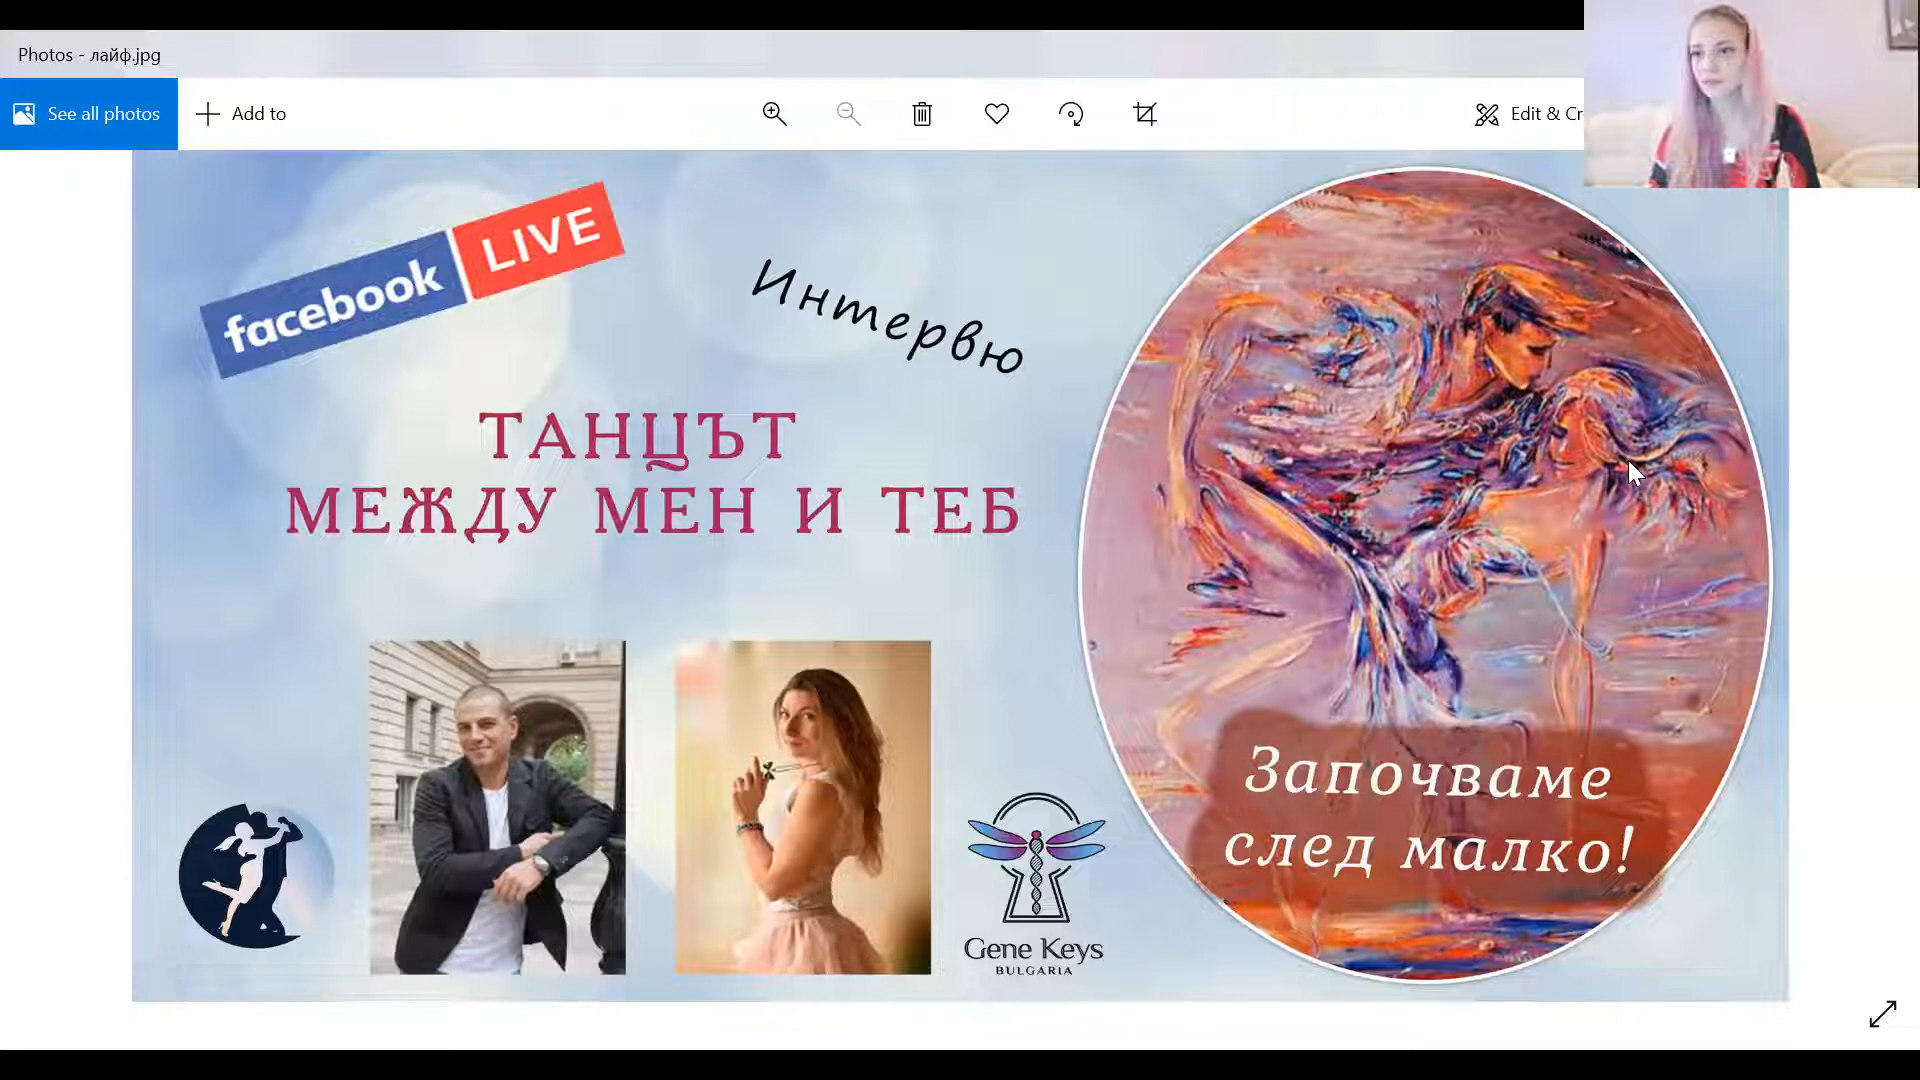 Photos - лайф.jpg
See all photos
Add to
Edit & Cr
facebook LIVE
Интервю
ТАНЦЪТ
МЕЖДУ МЕН И ТЕБ
Започваме
след малко!
Gene Keys
BULGARIA